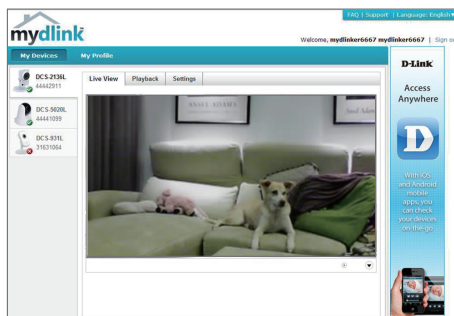 FAQ | Support | Language: English
mydlink
Welcome, mydlinker6667 mydlinker6667 | Sign
My Devices
My Profile
DCS-2136L
44442911
DCS-5020L
44441099
DCS-931L
31631064
Live View
Playback
Settings
ANSEL ADAMS
D-Link
Access
Anywhere
D
With iOS
and Android
mobile
apps, you
can check
your devices
on-the-go